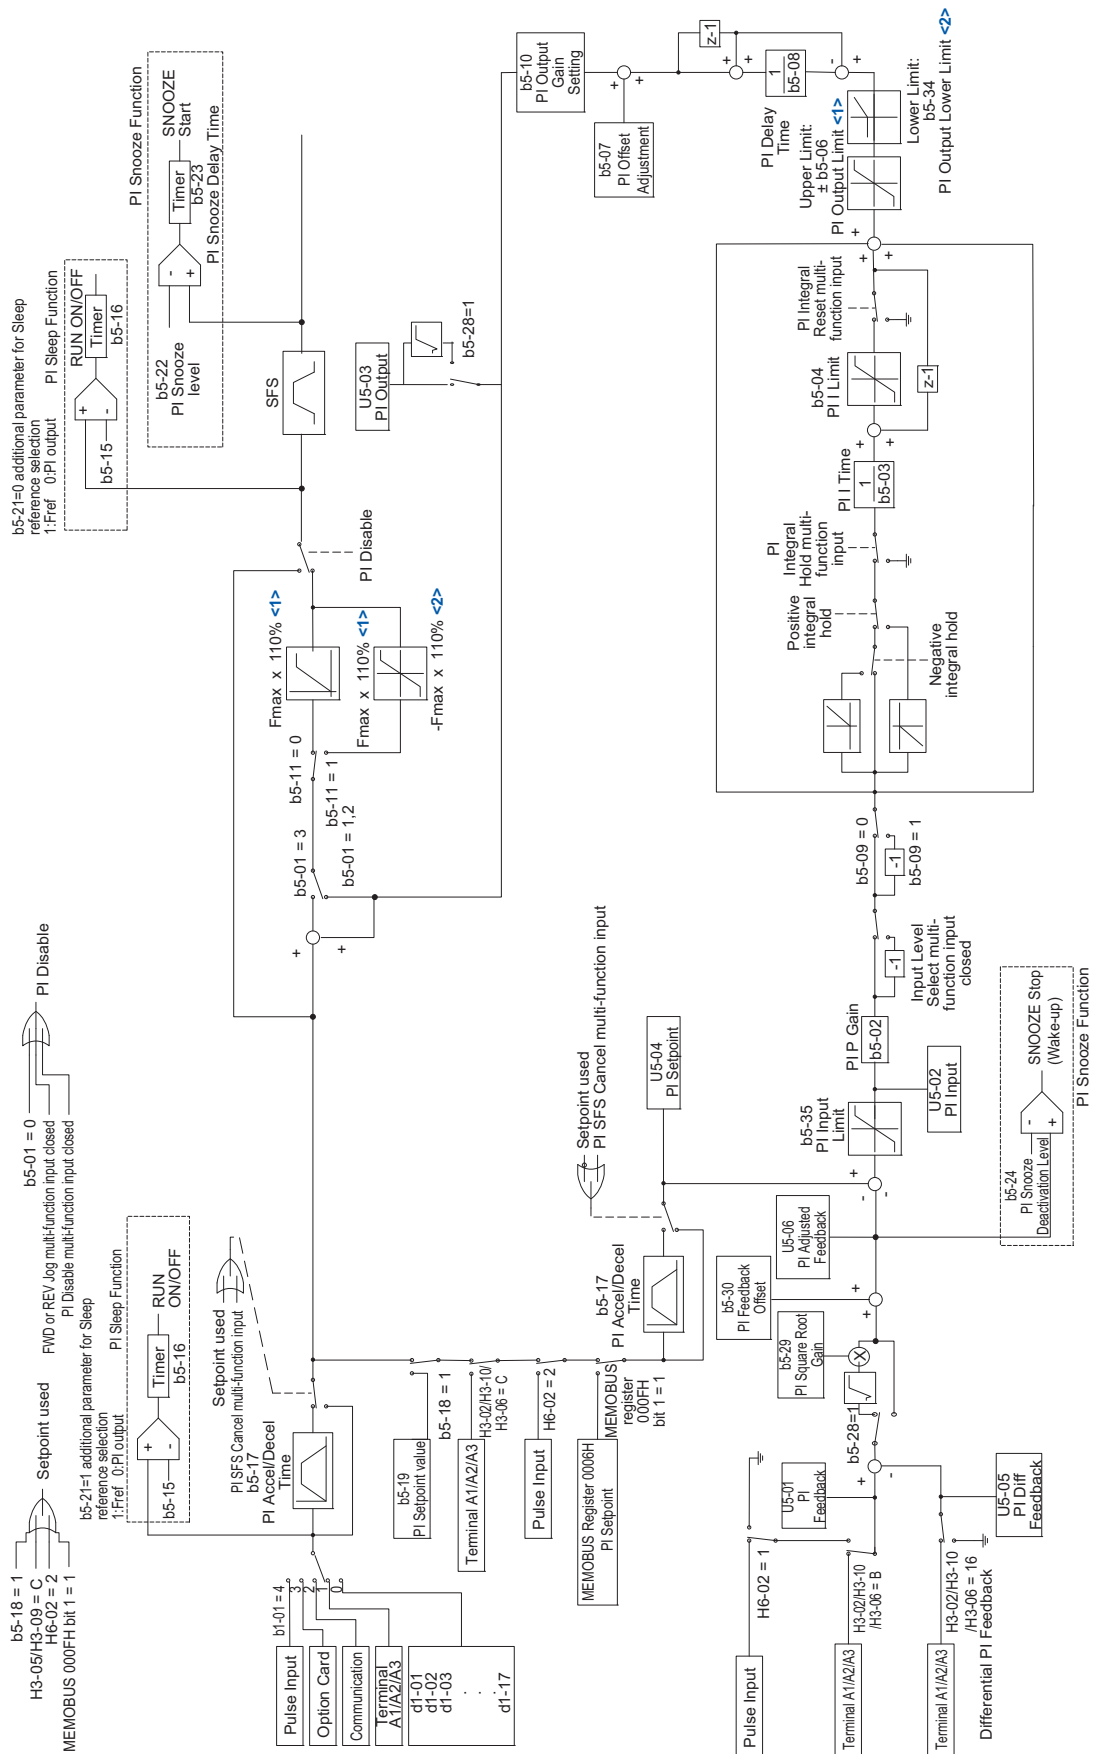 b5-18 = 1
H3-05/H3-09 = C
H6-02 = 2
MEMOBUS 000FH bit 1 = 1
Setpoint used
b5-01 = 0
FWD or REV Jog multi-function input closed
PI Disable multi-function input closed
PI Disable
b5-21=1 additional parameter for Sleep
reference selection
1:Fref 0:PI output
PI Sleep Function
b5-15
+
-
Timer
b5-16
RUN
ON/OFF
Setpoint used
PI SFS Cancel multi-function input
b5-17
PI Accel/Decel
Time
b1-01 = 4
3
2
1
0
Pulse Input
Option Card
Communication
Terminal
A1/A2/A3
d1-01
d1-02
d1-03
.
.
.
d1-17
b5-18 = 1
b5-19
PI Setpoint value
H3-02/H3-10/
H3-06 = C
Terminal A1/A2/A3
H6-02 = 2
Pulse Input
MEMOBUS
register
000FH
bit 1 = 1
MEMOBUS Register 0006H
PI Setpoint
b5-17
PI Accel/Decel
Time
Setpoint used
PI SFS Cancel multi-function input
U5-04
PI Setpoint
+
+
b5-01 = 3
b5-01 = 1,2
b5-11 = 0
b5-11 = 1
Fmax x 110% <1>
Fmax x 110% <1>
-Fmax x 110% <2>
PI Disable
b5-21=0 additional parameter for Sleep
reference selection
1:Fref 0:PI output
PI Sleep Function
b5-15
+
-
RUN ON/OFF
Timer
b5-16
SFS
PI Snooze Function
b5-22
PI Snooze
level
-
+
Timer
b5-23
PI Snooze Delay Time
SNOOZE
Start
U5-03
PI Output
b5-28=1
Pulse Input
H6-02 = 1
Terminal A1/A2/A3
H3-02/H3-10
/H3-06 = B
Terminal A1/A2/A3
H3-02/H3-10
/H3-06 = 16
Differential PI Feedback
U5-01
PI
Feedback
+
-
U5-05
PI Diff
Feedback
b5-28=1
b5-29
PI Square Root
Gain
b5-30
PI Feedback
Offset
+
+
U5-06
PI Adjusted
Feedback
+
-
-
b5-24
PI Snooze
Deactivation Level
-
+
SNOOZE Stop
(Wake-up)
PI Snooze Function
b5-35
PI Input
Limit
U5-02
PI Input
PI P Gain
b5-02
-1
Input Level
Select multi-
function input
closed
b5-09 = 0
-1
b5-09 = 1
Positive
integral
hold
Negative
integral hold
PI
Integral
Hold multi-
function
input
PI I Time
1
b5-03
+
+
b5-04
PI I Limit
z-1
PI Integral
Reset multi-
function input
+
+
Upper Limit:
± b5-06
PI Output Limit <1>
Lower Limit:
b5-34
PI Output Lower Limit <2>
PI Delay
Time
1
b5-08
-
+
z-1
+
+
b5-07
PI Offset
Adjustment
+
+
b5-10
PI Output
Gain
Setting